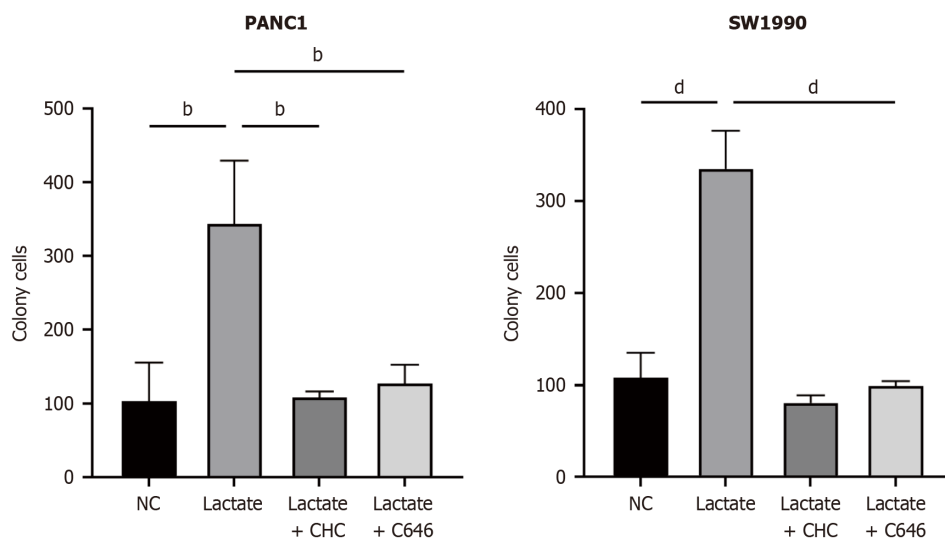 PANC1
b
b
b
500
400
300
200
100
0
Colony cells
NC
Lactate
Lactate
+ CHC
Lactate
+ C646
SW1990
d
d
400
300
200
100
0
Colony cells
NC
Lactate
Lactate
+ CHC
Lactate
+ C646